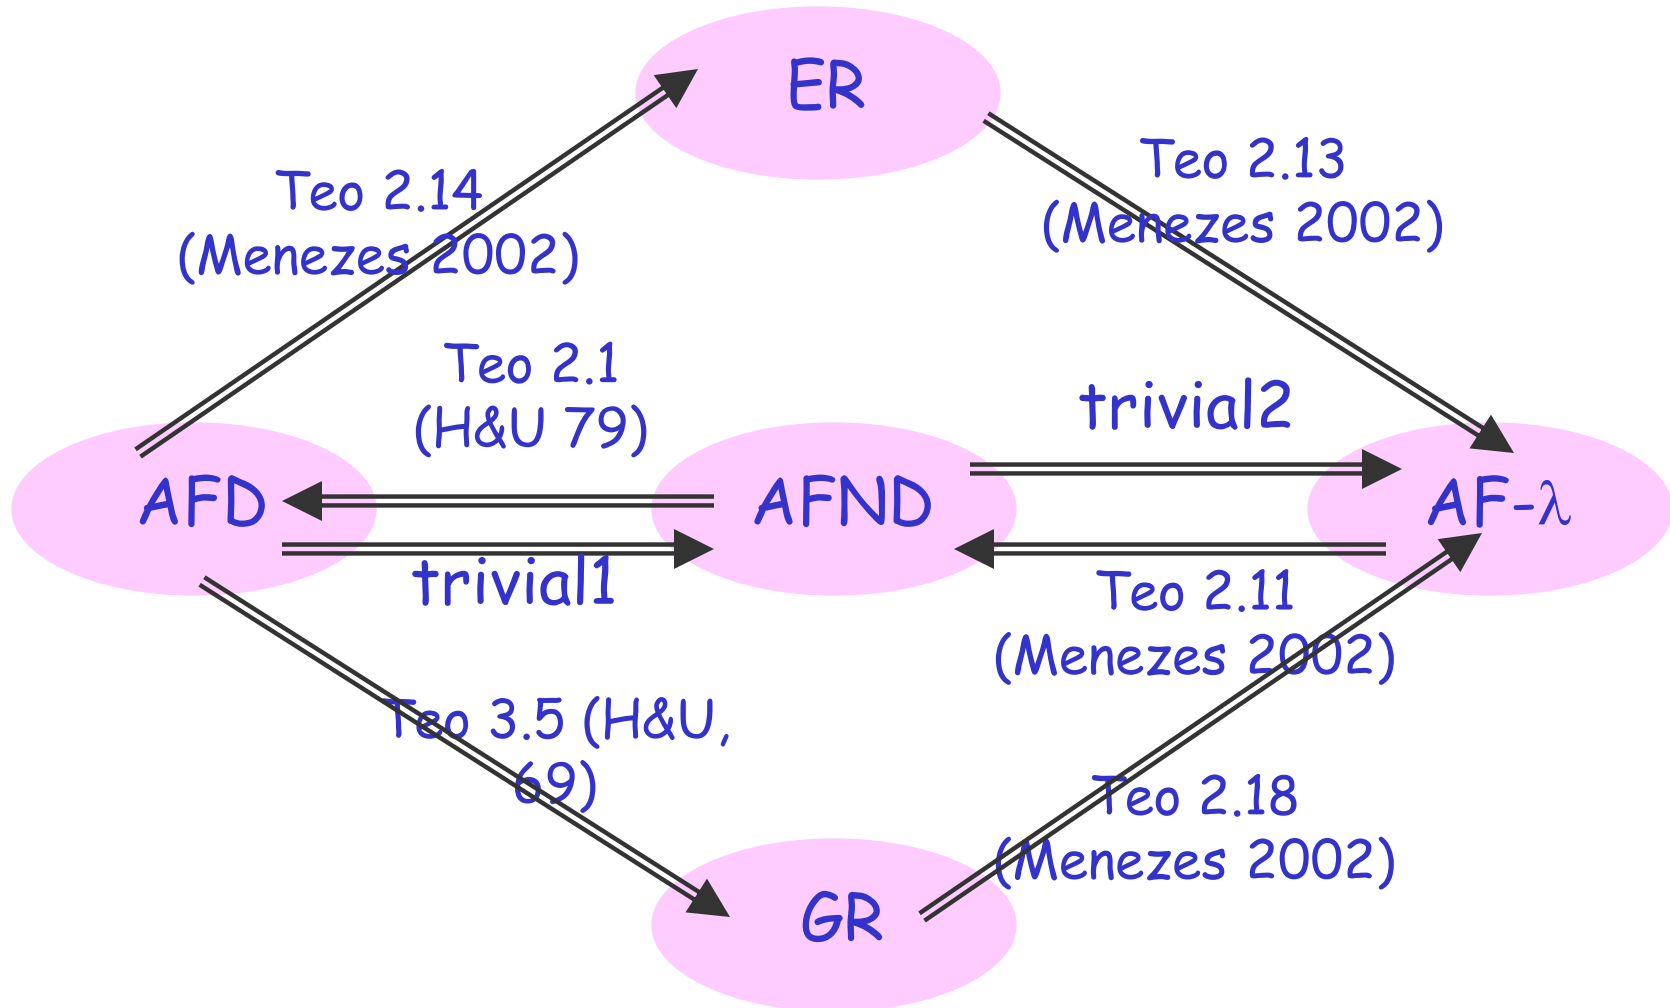 ER
Teo 2.13
(Menezes 2002)
Teo 2.14
(Menezes 2002)
Teo 2.1
(H&U 79)
trivial2
AFD
AFND
AF-λ
trivial1
Teo 2.11
(Menezes 2002)
Teo 3.5 (H&U,
69)
Teo 2.18
(Menezes 2002)
GR